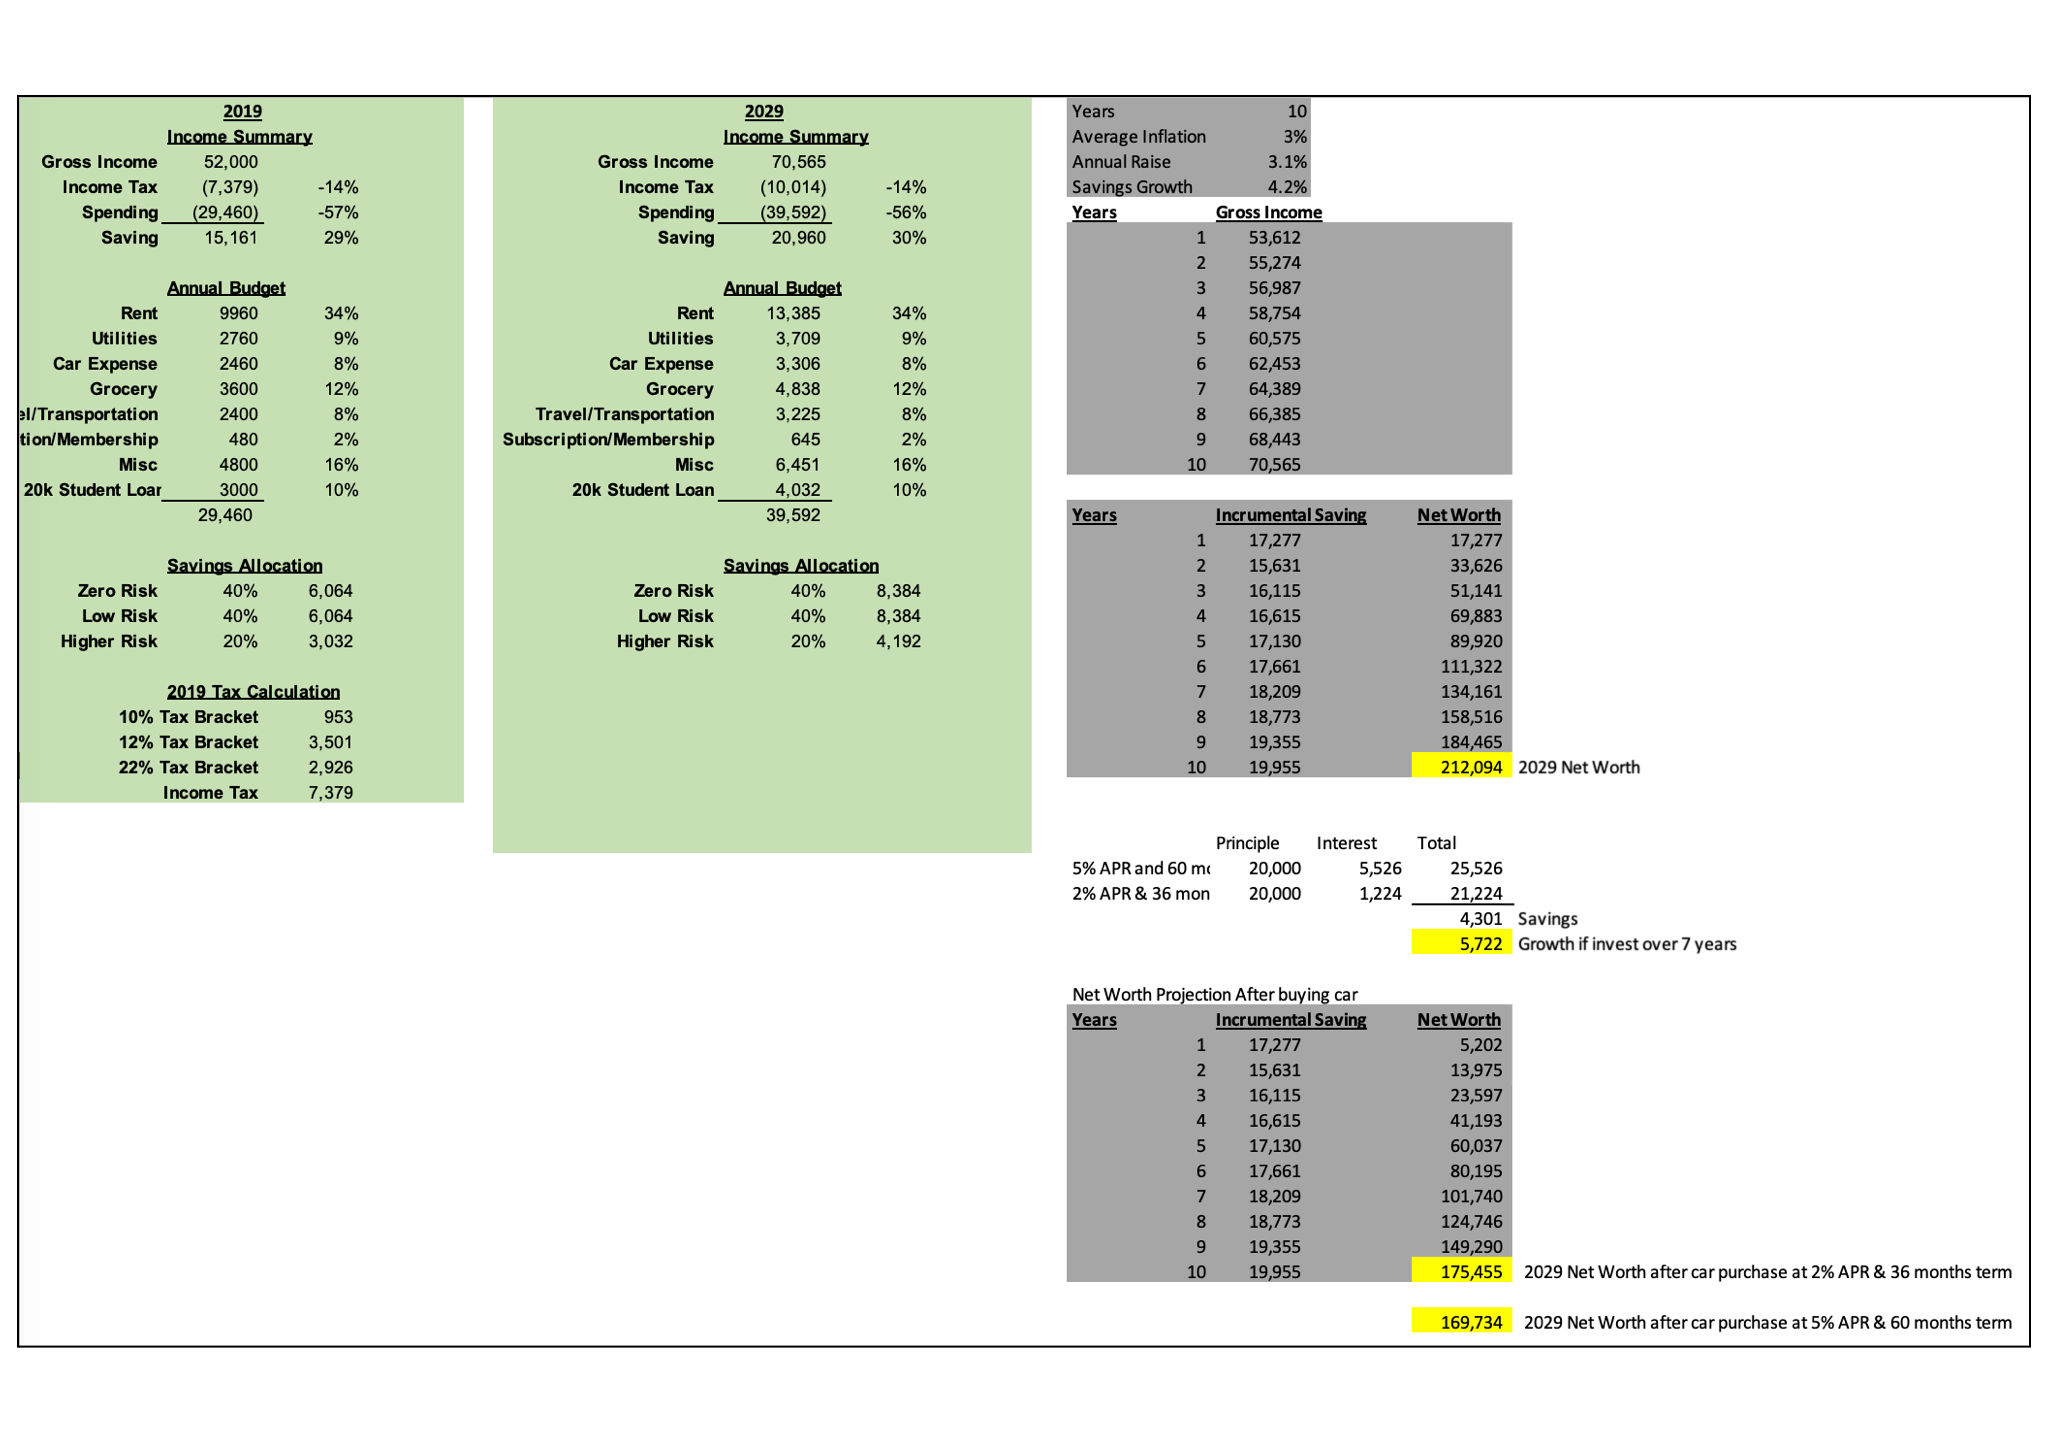 2019
Income Summary
Gross Income 52,000
Income Tax (7,379) -14%
Spending (29,460) -57%
Saving 15,161 29%
Annual Budget
Rent 9960 34%
Utilities 2760 9%
Car Expense 2460 8%
Grocery 3600 12%
el/Transportation 2400 8%
tion/Membership 480 2%
Misc 4800 16%
20k Student Loar 3000 10%
29,460
Savings Allocation
Zero Risk 40% 6,064
Low Risk 40% 6,064
Higher Risk 20% 3,032
2019 Tax Calculation
10% Tax Bracket 953
12% Tax Bracket 3,501
22% Tax Bracket 2,926
Income Tax 7,379
2029
Income Summary
Gross Income 70,565
Income Tax (10,014) -14%
Spending (39,592) -56%
Saving 20,960 30%
Annual Budget
Rent 13,385 34%
Utilities 3,709 9%
Car Expense 3,306 8%
Grocery 4,838 12%
Travel/Transportation 3,225 8%
Subscription/Membership 645 2%
Misc 6,451 16%
20k Student Loan 4,032 10%
39,592
Savings Allocation
Zero Risk 40% 8,384
Low Risk 40% 8,384
Higher Risk 20% 4,192
Years 10
Average Inflation 3%
Annual Raise 3.1%
Savings Growth 4.2%
Years Gross Income
1 53,612
2 55,274
3 56,987
4 58,754
5 60,575
6 62,453
7 64,389
8 66,385
9 68,443
10 70,565
Years Incrumental Saving Net Worth
1 17,277 17,277
2 15,631 33,626
3 16,115 51,141
4 16,615 69,883
5 17,130 89,920
6 17,661 111,322
7 18,209 134,161
8 18,773 158,516
9 19,355 184,465
10 19,955 212,094 2029 Net Worth
Principle Interest Total
5% APR and 60 mo 20,000 5,526 25,526
2% APR & 36 mon 20,000 1,224 21,224
4,301 Savings
5,722 Growth if invest over 7 years
Net Worth Projection After buying car
Years Incrumental Saving Net Worth
1 17,277 5,202
2 15,631 13,975
3 16,115 23,597
4 16,615 41,193
5 17,130 60,037
6 17,661 80,195
7 18,209 101,740
8 18,773 124,746
9 19,355 149,290
10 19,955 175,455 2029 Net Worth after car purchase at 2% APR & 36 months term
169,734 2029 Net Worth after car purchase at 5% APR & 60 months term